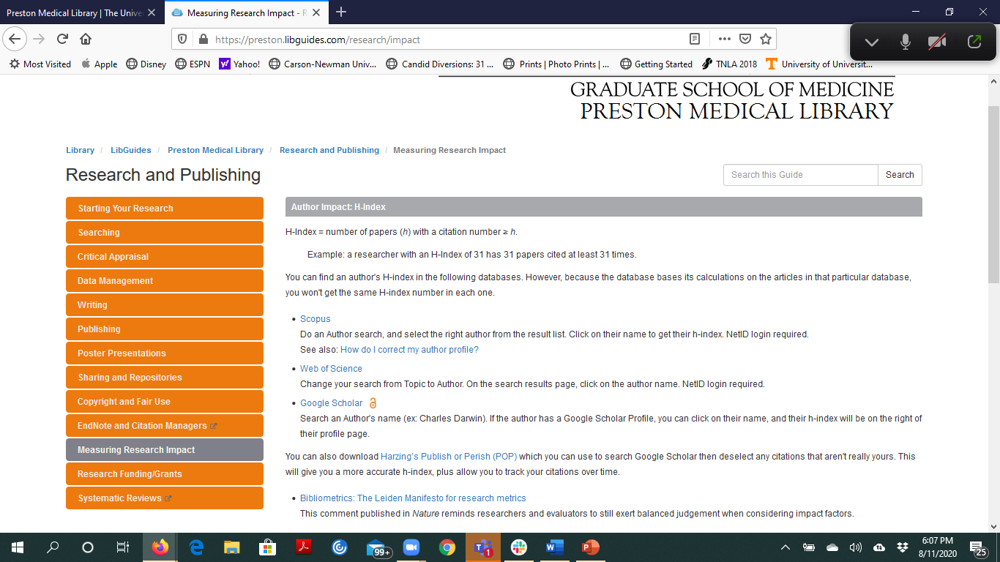 Preston Medical Library | The Unive
Measuring Research Impact - R
https://preston.libguides.com/research/impact
Most Visited Apple Disney ESPN Yahoo! Carson-Newman Univ... Candid Diversions: 31 ... Prints | Photo Prints | ... Getting Started TNLA 2018 University of Universit...
GRADUATE SCHOOL OF MEDICINE
PRESTON MEDICAL LIBRARY
Library / LibGuides / Preston Medical Library / Research and Publishing / Measuring Research Impact
Research and Publishing
Search this Guide Search
Starting Your Research
Searching
Critical Appraisal
Data Management
Writing
Publishing
Poster Presentations
Sharing and Repositories
Copyright and Fair Use
EndNote and Citation Managers
Measuring Research Impact
Research Funding/Grants
Systematic Reviews
Author Impact: H-Index
H-Index = number of papers (h) with a citation number ≥ h.
Example: a researcher with an H-Index of 31 has 31 papers cited at least 31 times.
You can find an author's H-index in the following databases. However, because the database bases its calculations on the articles in that particular database,
you won't get the same H-index number in each one.
• Scopus
Do an Author search, and select the right author from the result list. Click on their name to get their h-index. NetID login required.
See also: How do I correct my author profile?
• Web of Science
Change your search from Topic to Author. On the search results page, click on the author name. NetID login required.
• Google Scholar
Search an Author's name (ex: Charles Darwin). If the author has a Google Scholar Profile, you can click on their name, and their h-index will be on the right of
their profile page.
You can also download Harzing's Publish or Perish (POP) which you can use to search Google Scholar then deselect any citations that aren't really yours. This
will give you a more accurate h-index, plus allow you to track your citations over time.
• Bibliometrics: The Leiden Manifesto for research metrics
This comment published in Nature reminds researchers and evaluators to still exert balanced judgement when considering impact factors.
99+
1
6:07 PM
8/11/2020
25